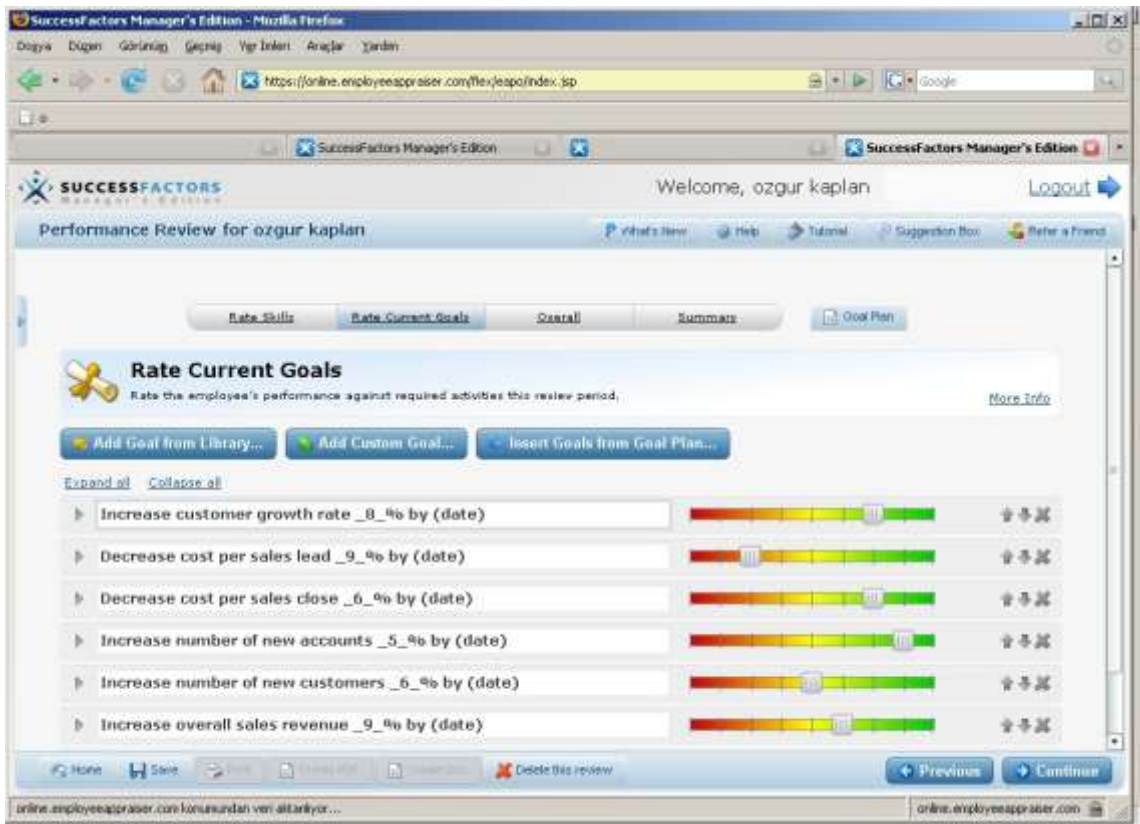 SuccessFactors Manager's Edition - Mozilla Firefox
Dosya Düzen Görünüm Geçmiş Yer İmleri Araçlar Yardım
https://online.employeeappraiser.com/flex/eapo/index.jsp Google
SuccessFactors Manager's Edition SuccessFactors Manager's Edition
SUCCESSFACTORS Welcome, ozgur kaplan Logout
Manager's Edition
Performance Review for ozgur kaplan What's New Help Tutorial Suggestion Box Refer a Friend
Rate Skills Rate Current Goals Overall Summary Goal Plan
Rate Current Goals
Rate the employee's performance against required activities this review period.
More Info
Add Goal from Library... Add Custom Goal... Insert Goals from Goal Plan...
Expand all Collapse all
Increase customer growth rate _8_% by (date)
Decrease cost per sales lead _9_% by (date)
Decrease cost per sales close _6_% by (date)
Increase number of new accounts _5_% by (date)
Increase number of new customers _6_% by (date)
Increase overall sales revenue _9_% by (date)
Home Save Delete this review Previous Continue
online.employeeappraiser.com konumundan veri aktarılıyor... online.employeeappraiser.com